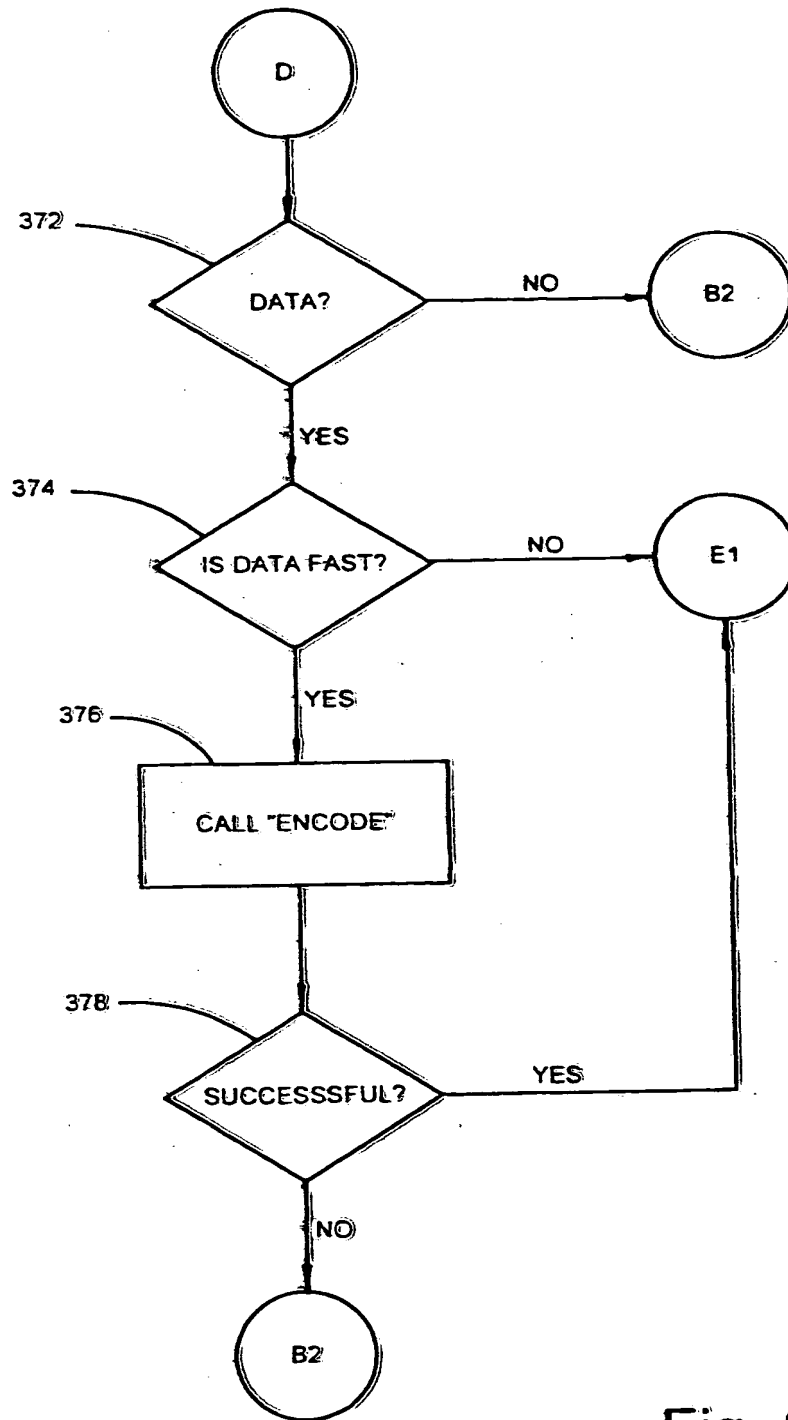 D
372
DATA?
NO
B2
YES
374
IS DATA FAST?
NO
E1
YES
376
CALL "ENCODE"
378
SUCCESSSFUL?
YES
NO
B2